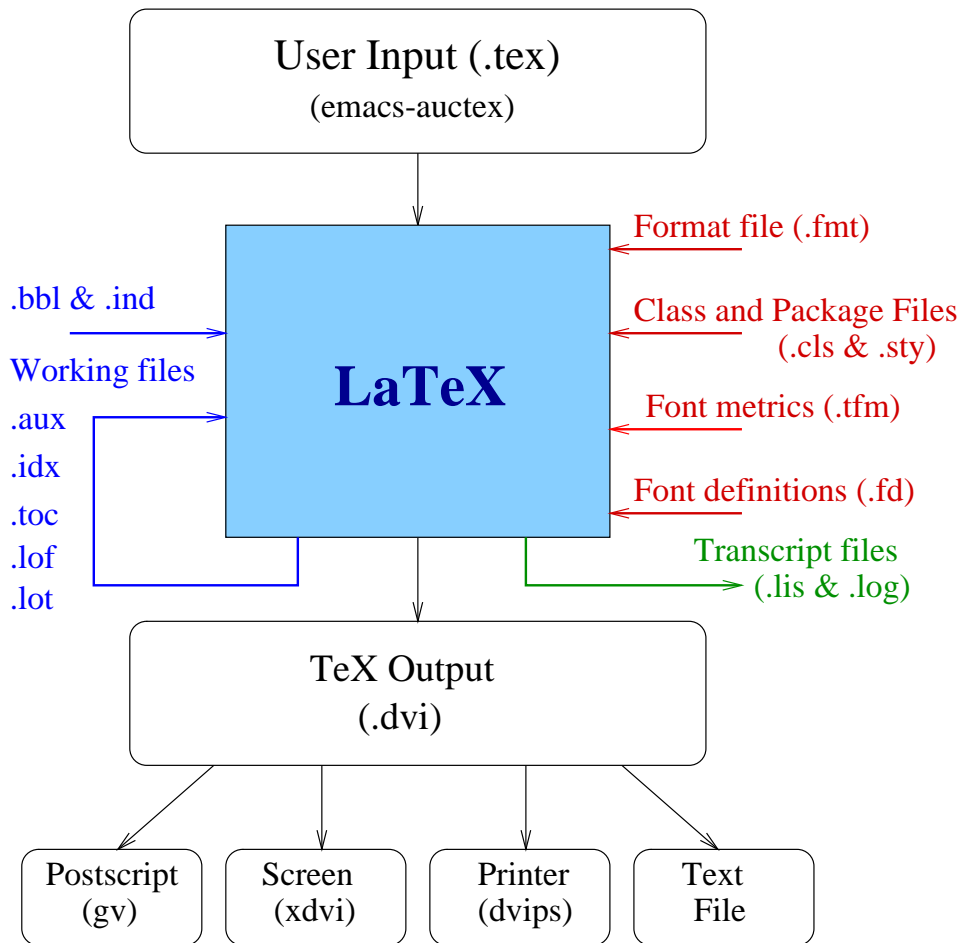 User Input (.tex)
(emacs-auctex)
Format file (.fmt)
.bbl & .ind
Class and Package Files
(.cls & .sty)
Working files
LaTeX
.aux
Font metrics (.tfm)
.idx
Font definitions (.fd)
.toc
.lof
.lot
Transcript files
(.lis & .log)
TeX Output
(.dvi)
Postscript
(gv)
Screen
(xdvi)
Printer
(dvips)
Text
File